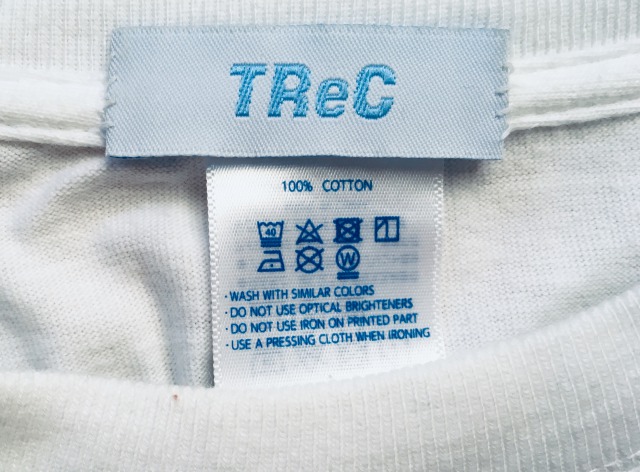 TReC
100% COTTON
40
W
· WASH WITH SIMILAR COLORS
· DO NOT USE OPTICAL BRIGHTENERS
· DO NOT USE IRON ON PRINTED PART
· USE A PRESSING CLOTH WHEN IRONING